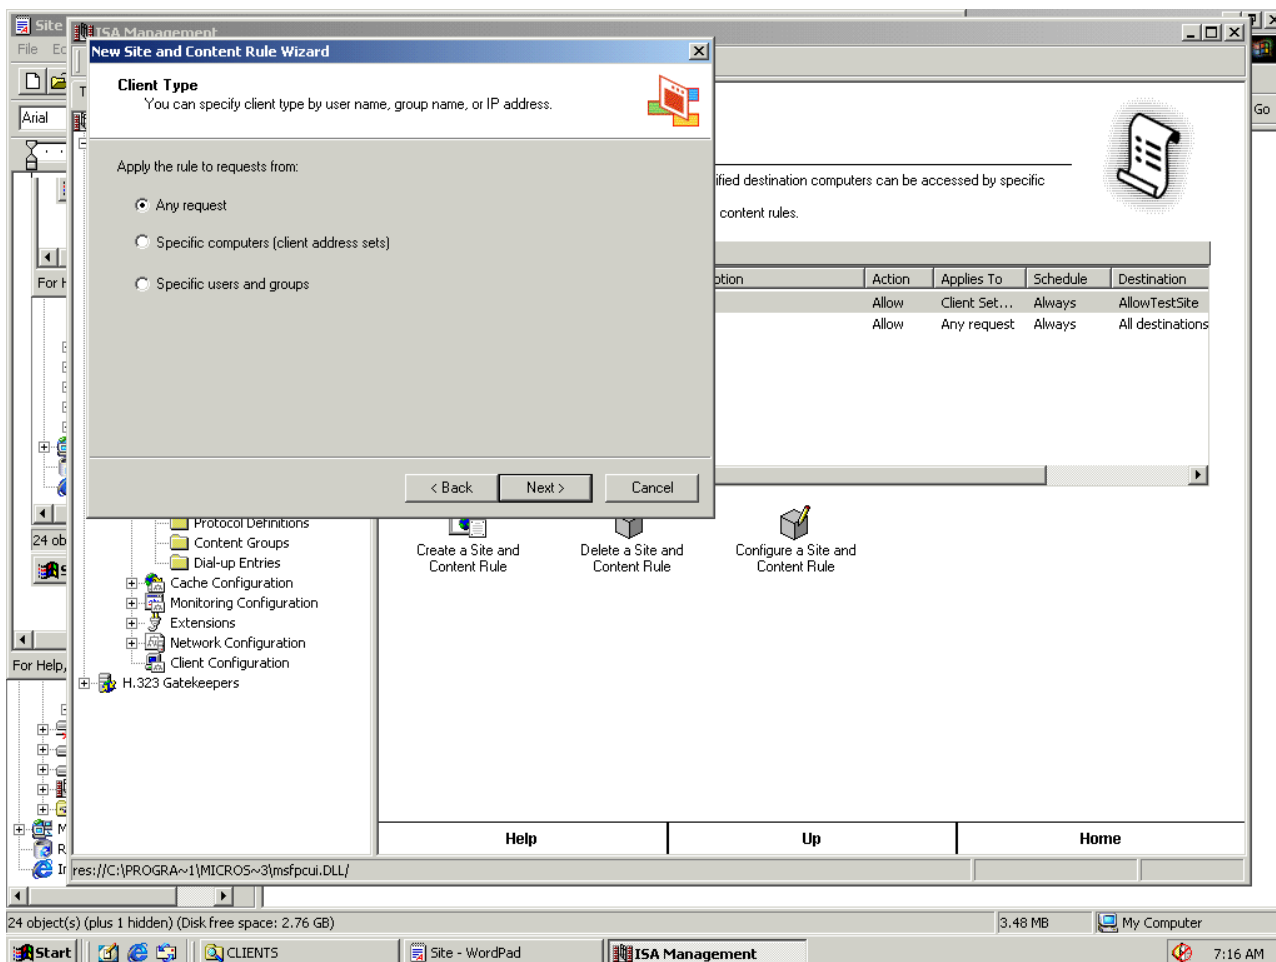 Site
ISA Management
File
New Site and Content Rule Wizard
Client Type
You can specify client type by user name, group name, or IP address.
Go
Arial
Apply the rule to requests from:
Any request
Specific computers (client address sets)
Specific users and groups
ified destination computers can be accessed by specific
content rules.
For H
ption Action Applies To Schedule Destination
Allow Client Set... Always AllowTestSite
Allow Any request Always All destinations
< Back Next > Cancel
24 ob
Protocol Definitions
Content Groups
Dial-up Entries
Cache Configuration
Monitoring Configuration
Extensions
Network Configuration
Client Configuration
H.323 Gatekeepers
Create a Site and
Content Rule
Delete a Site and
Content Rule
Configure a Site and
Content Rule
For Help,
M
R
In
Help Up Home
res://C:\PROGRA~1\MICROS~3\msfpcui.DLL/
24 object(s) (plus 1 hidden) (Disk free space: 2.76 GB) 3.48 MB My Computer
Start CLIENTS Site - WordPad ISA Management 7:16 AM